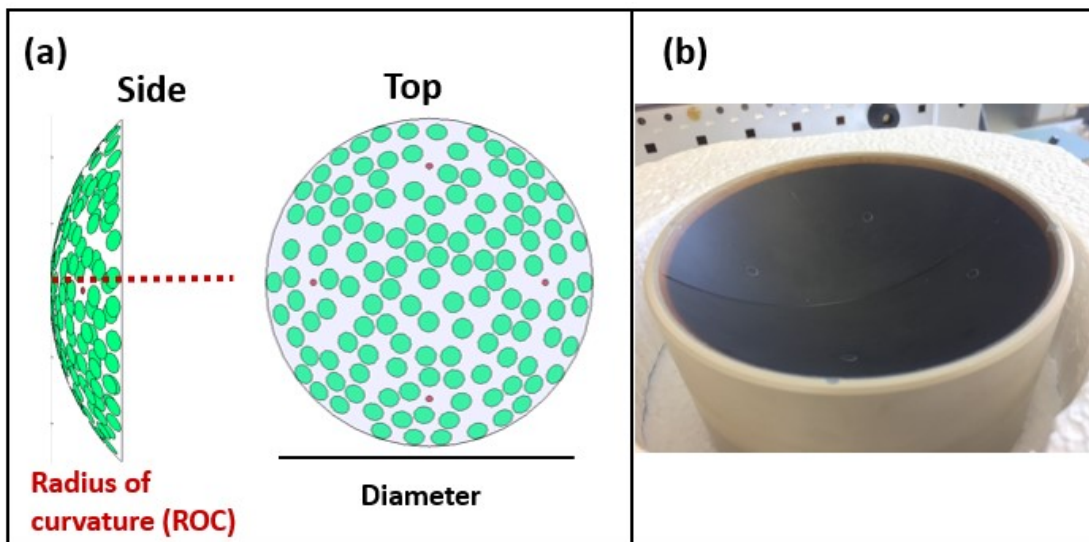 (a)
Side
Top
Radius of
curvature (ROC)
Diameter
(b)